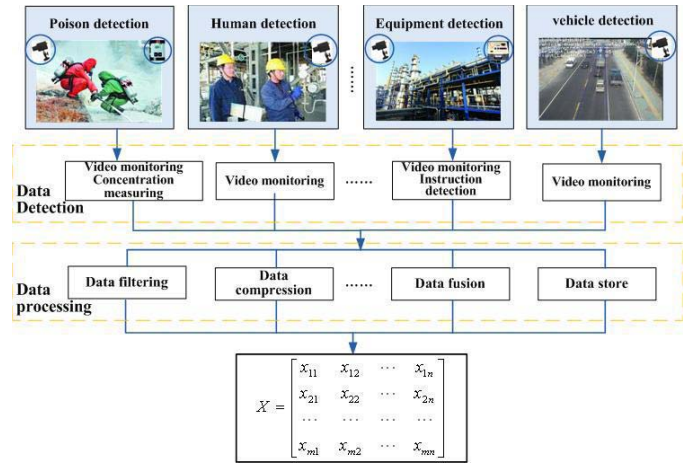 Poison detection
Human detection
Equipment detection
vehicle detection
Data
Detection
Video monitoring
Concentration
measuring
Video monitoring
......
Video monitoring
Instruction
detection
Video monitoring
Data
processing
Data filtering
Data
compression
......
Data fusion
Data store
X =
x11 x12 ... x1n
x21 x22 ... x2n
... ... ... ...
xm1 xm2 ... xmn